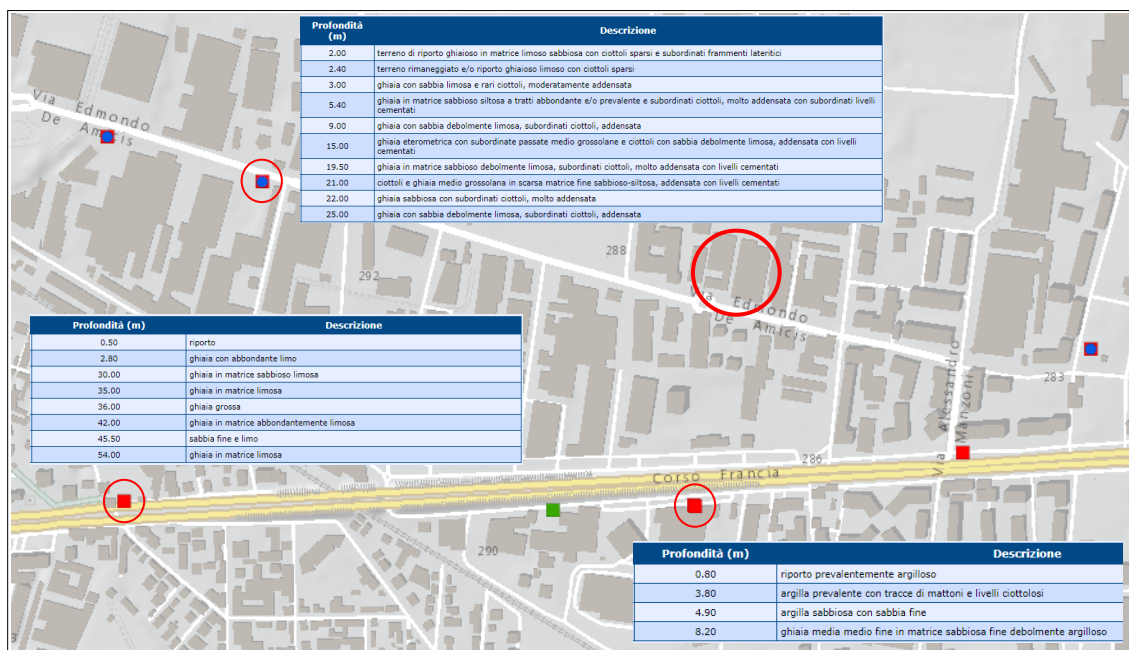 Profondità (m) Descrizione
2.00 terreno di riporto ghiaioso in matrice limoso sabbiosa con ciottoli sparsi e subordinati frammenti lateritici
2.40 terreno rimaneggiato e/o riporto ghiaioso limoso con ciottoli sparsi
3.00 ghiaia con sabbia limosa e rari ciottoli, moderatamente addensata
5.40 ghiaia in matrice sabbioso siltosa a tratti abbondante e/o prevalente e subordinati ciottoli, molto addensata con subordinati livelli
cementati
9.00 ghiaia con sabbia debolmente limosa, subordinati ciottoli, addensata
15.00 ghiaia eterometrica con subordinate passate medio grossolane e ciottoli con sabbia debolmente limosa, addensata con livelli
cementati
19.50 ghiaia in matrice sabbioso debolmente limosa, subordinati ciottoli, molto addensata con livelli cementati
21.00 ciottoli e ghiaia medio grossolana in scarsa matrice fine sabbioso-siltosa, addensata con livelli cementati
22.00 ghiaia sabbiosa con subordinati ciottoli, molto addensata
25.00 ghiaia con sabbia debolmente limosa, subordinati ciottoli, addensata
Via Edmondo
De Amicis
288
292
Via Edmondo
De Amicis
Profondità (m) Descrizione
0.50 riporto
2.80 ghiaia con abbondante limo
30.00 ghiaia in matrice sabbioso limosa
35.00 ghiaia in matrice limosa
36.00 ghiaia grossa
42.00 ghiaia in matrice abbondantemente limosa
45.50 sabbia fine e limo
54.00 ghiaia in matrice limosa
283
Via Alessandro
Manzoni
286
Corso Francia
290
Profondità (m) Descrizione
0.80 riporto prevalentemente argilloso
3.80 argilla prevalente con tracce di mattoni e livelli ciottolosi
4.90 argilla sabbiosa con sabbia fine
8.20 ghiaia media medio fine in matrice sabbiosa fine debolmente argilloso